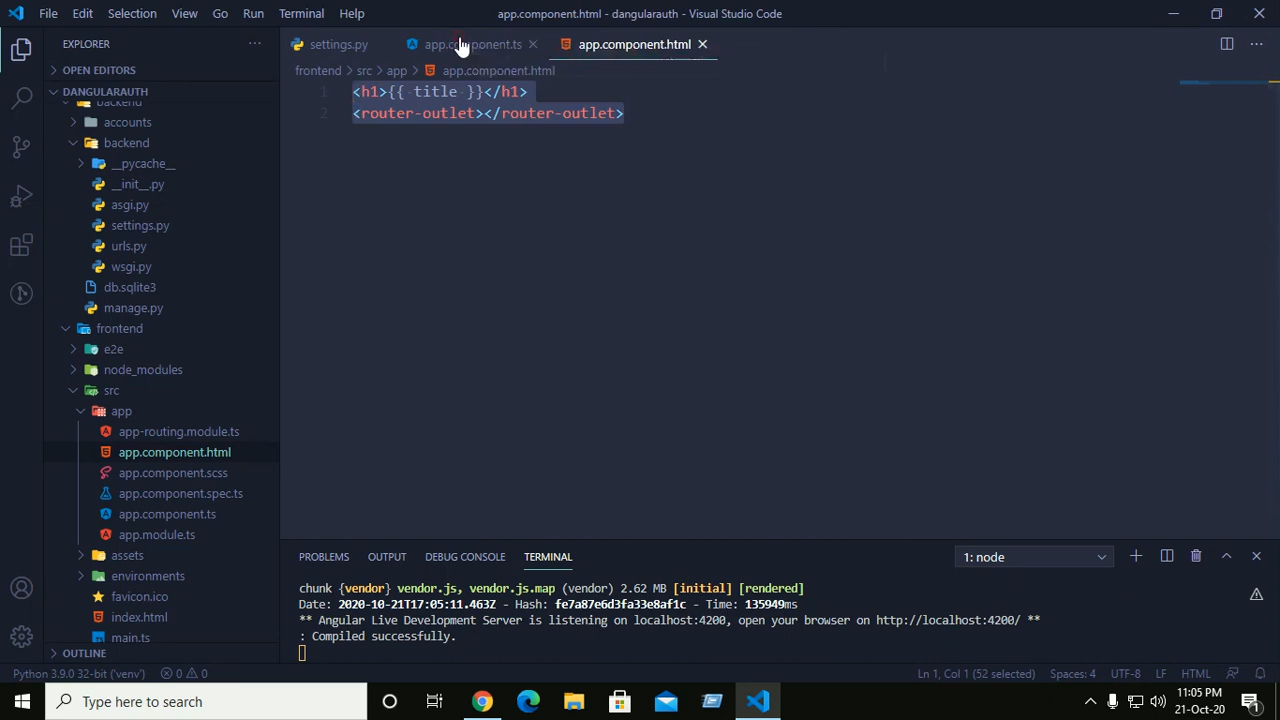 File Edit Selection View Go Run Terminal Help app.component.html - dangularauth - Visual Studio Code
EXPLORER
settings.py app.component.ts app.component.html
OPEN EDITORS
frontend > src > app > app.component.html
DANGULARAUTH
1 <h1>{{ title }}</h1>
2 <router-outlet></router-outlet>
backend
accounts
backend
__pycache__
__init__.py
asgi.py
settings.py
urls.py
wsgi.py
db.sqlite3
manage.py
frontend
e2e
node_modules
src
app
app-routing.module.ts
app.component.html
app.component.scss
app.component.spec.ts
app.component.ts
app.module.ts
assets
environments
favicon.ico
index.html
main.ts
OUTLINE
PROBLEMS OUTPUT DEBUG CONSOLE TERMINAL 1: node
chunk {vendor} vendor.js, vendor.js.map (vendor) 2.62 MB [initial] [rendered]
Date: 2020-10-21T17:05:11.463Z - Hash: fe7a87e6d3fa33e8af1c - Time: 135949ms
** Angular Live Development Server is listening on localhost:4200, open your browser on http://localhost:4200/ **
: Compiled successfully.
Python 3.9.0 32-bit ('venv') 0 0 Ln 1, Col 1 (52 selected) Spaces: 4 UTF-8 LF HTML
Type here to search
11:05 PM
21-Oct-20
1